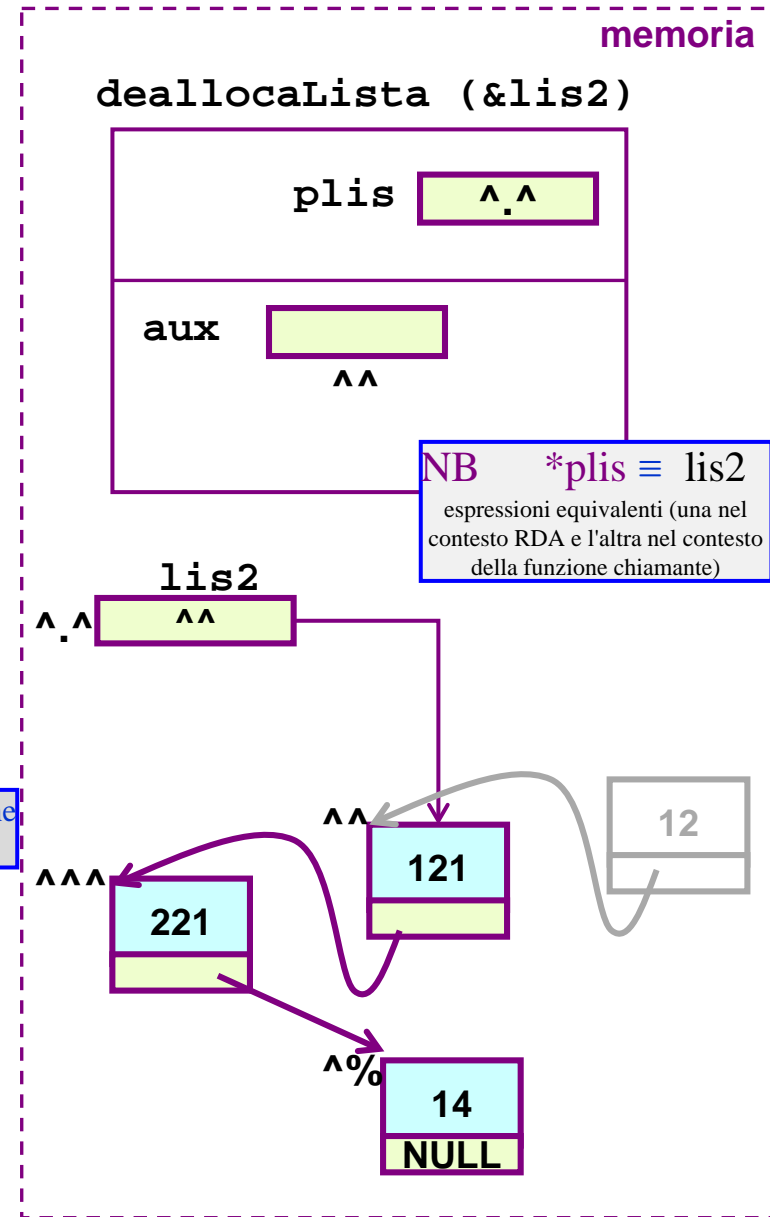 memoria
deallocaLista (&lis2)
plis ^.^
aux
^^
NB *plis ≡ lis2
espressioni equivalenti (una nel
contesto RDA e l'altra nel contesto
della funzione chiamante)
lis2
^.^ ^^
^^
12
121
^^^
221
^%
14
NULL